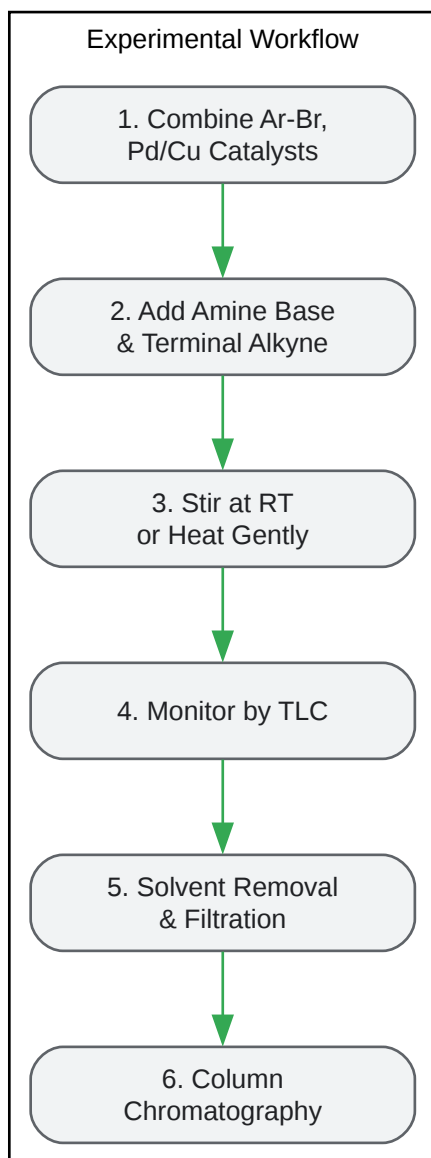 Experimental Workflow
1. Combine Ar-Br,
Pd/Cu Catalysts
2. Add Amine Base
& Terminal Alkyne
3. Stir at RT
or Heat Gently
4. Monitor by TLC
5. Solvent Removal
& Filtration
6. Column
Chromatography